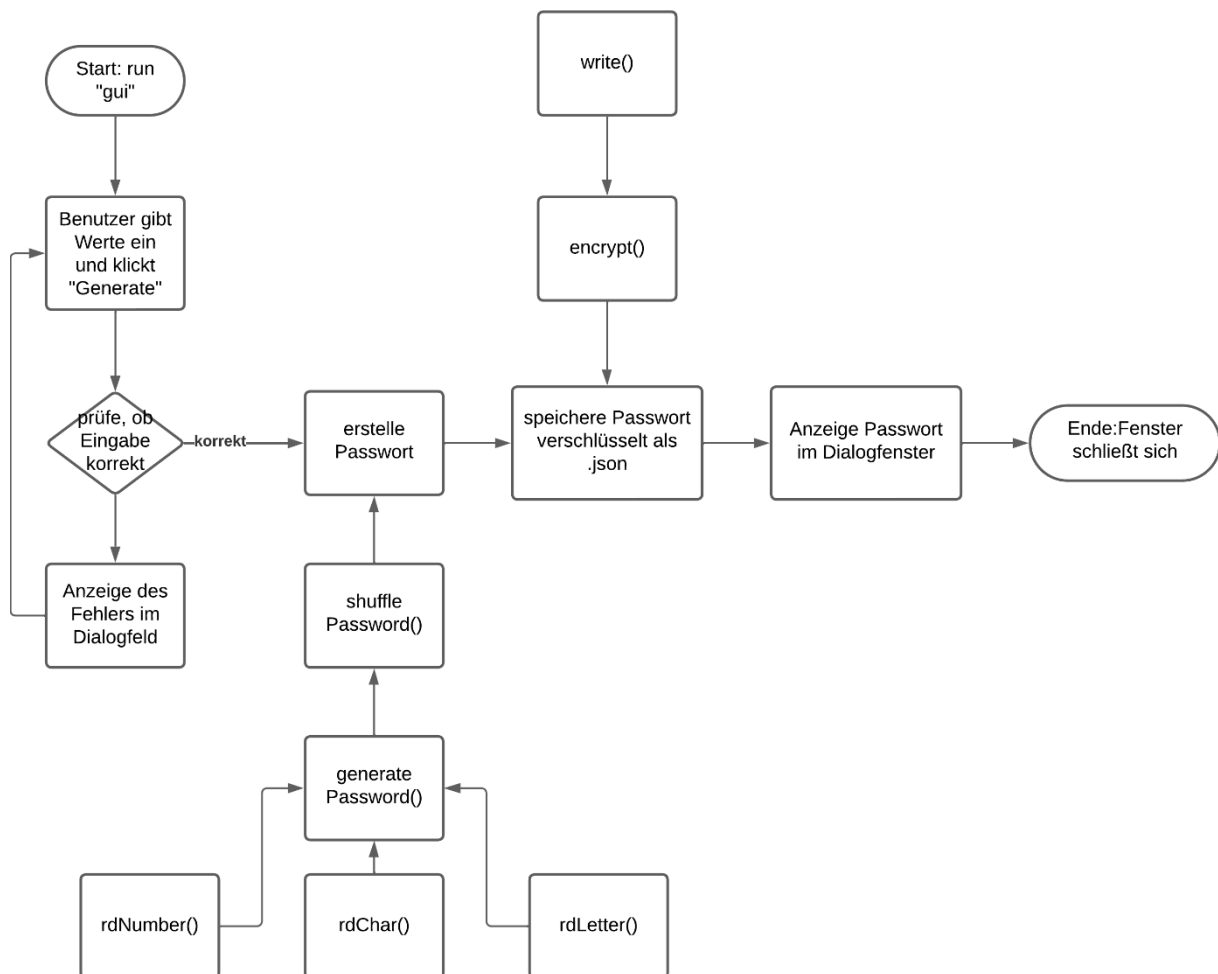 Start: run
"gui"
write()
Benutzer gibt
Werte ein
und klickt
"Generate"
encrypt()
prüfe, ob
Eingabe
korrekt
korrekt
erstelle
Passwort
speichere Passwort
verschlüsselt als
.json
Anzeige Passwort
im Dialogfenster
Ende:Fenster
schließt sich
Anzeige des
Fehlers im
Dialogfeld
shuffle
Password()
generate
Password()
rdNumber()
rdChar()
rdLetter()